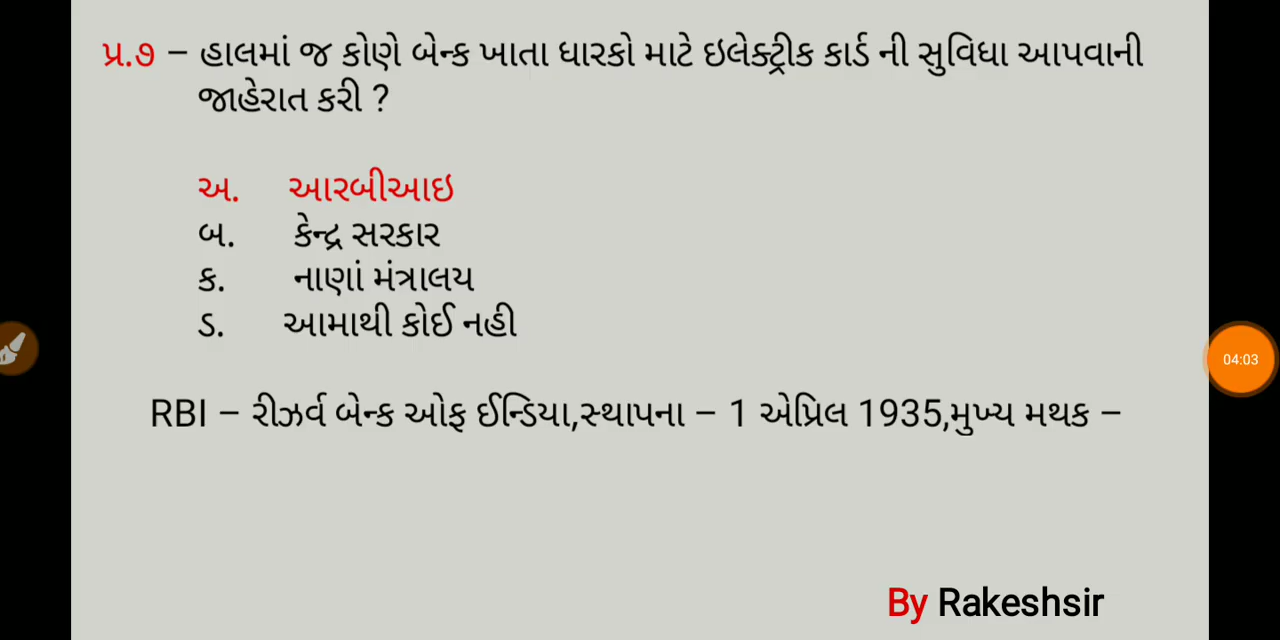 પ્ર.૭ – હાલમાં જ કોણે બેન્ક ખાતા ધારકો માટે ઇલેક્ટ્રીક કાર્ડ ની સુવિધા આપવાની
જાહેરાત કરી ?
અ. આરબીઆઇ
બ. કેન્દ્ર સરકાર
ક. નાણાં મંત્રાલય
ડ. આમાથી કોઈ નહી
RBI – રીઝર્વ બેન્ક ઓફ ઈન્ડિયા,સ્થાપના – 1 એપ્રિલ 1935,મુખ્ય મથક –
04:03
By Rakeshsir